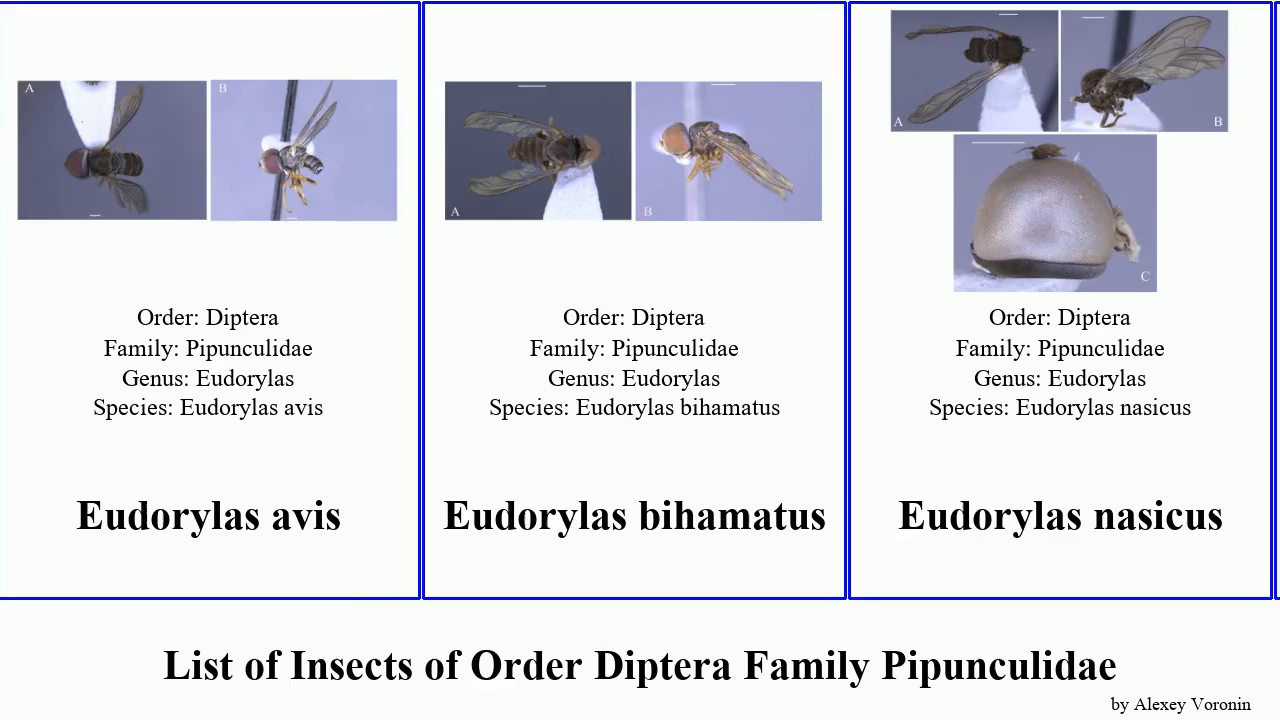 A
B
Order: Diptera
Family: Pipunculidae
Genus: Eudorylas
Species: Eudorylas avis
Eudorylas avis
A
B
Order: Diptera
Family: Pipunculidae
Genus: Eudorylas
Species: Eudorylas bihamatus
Eudorylas bihamatus
A
B
C
Order: Diptera
Family: Pipunculidae
Genus: Eudorylas
Species: Eudorylas nasicus
Eudorylas nasicus
List of Insects of Order Diptera Family Pipunculidae
by Alexey Voronin